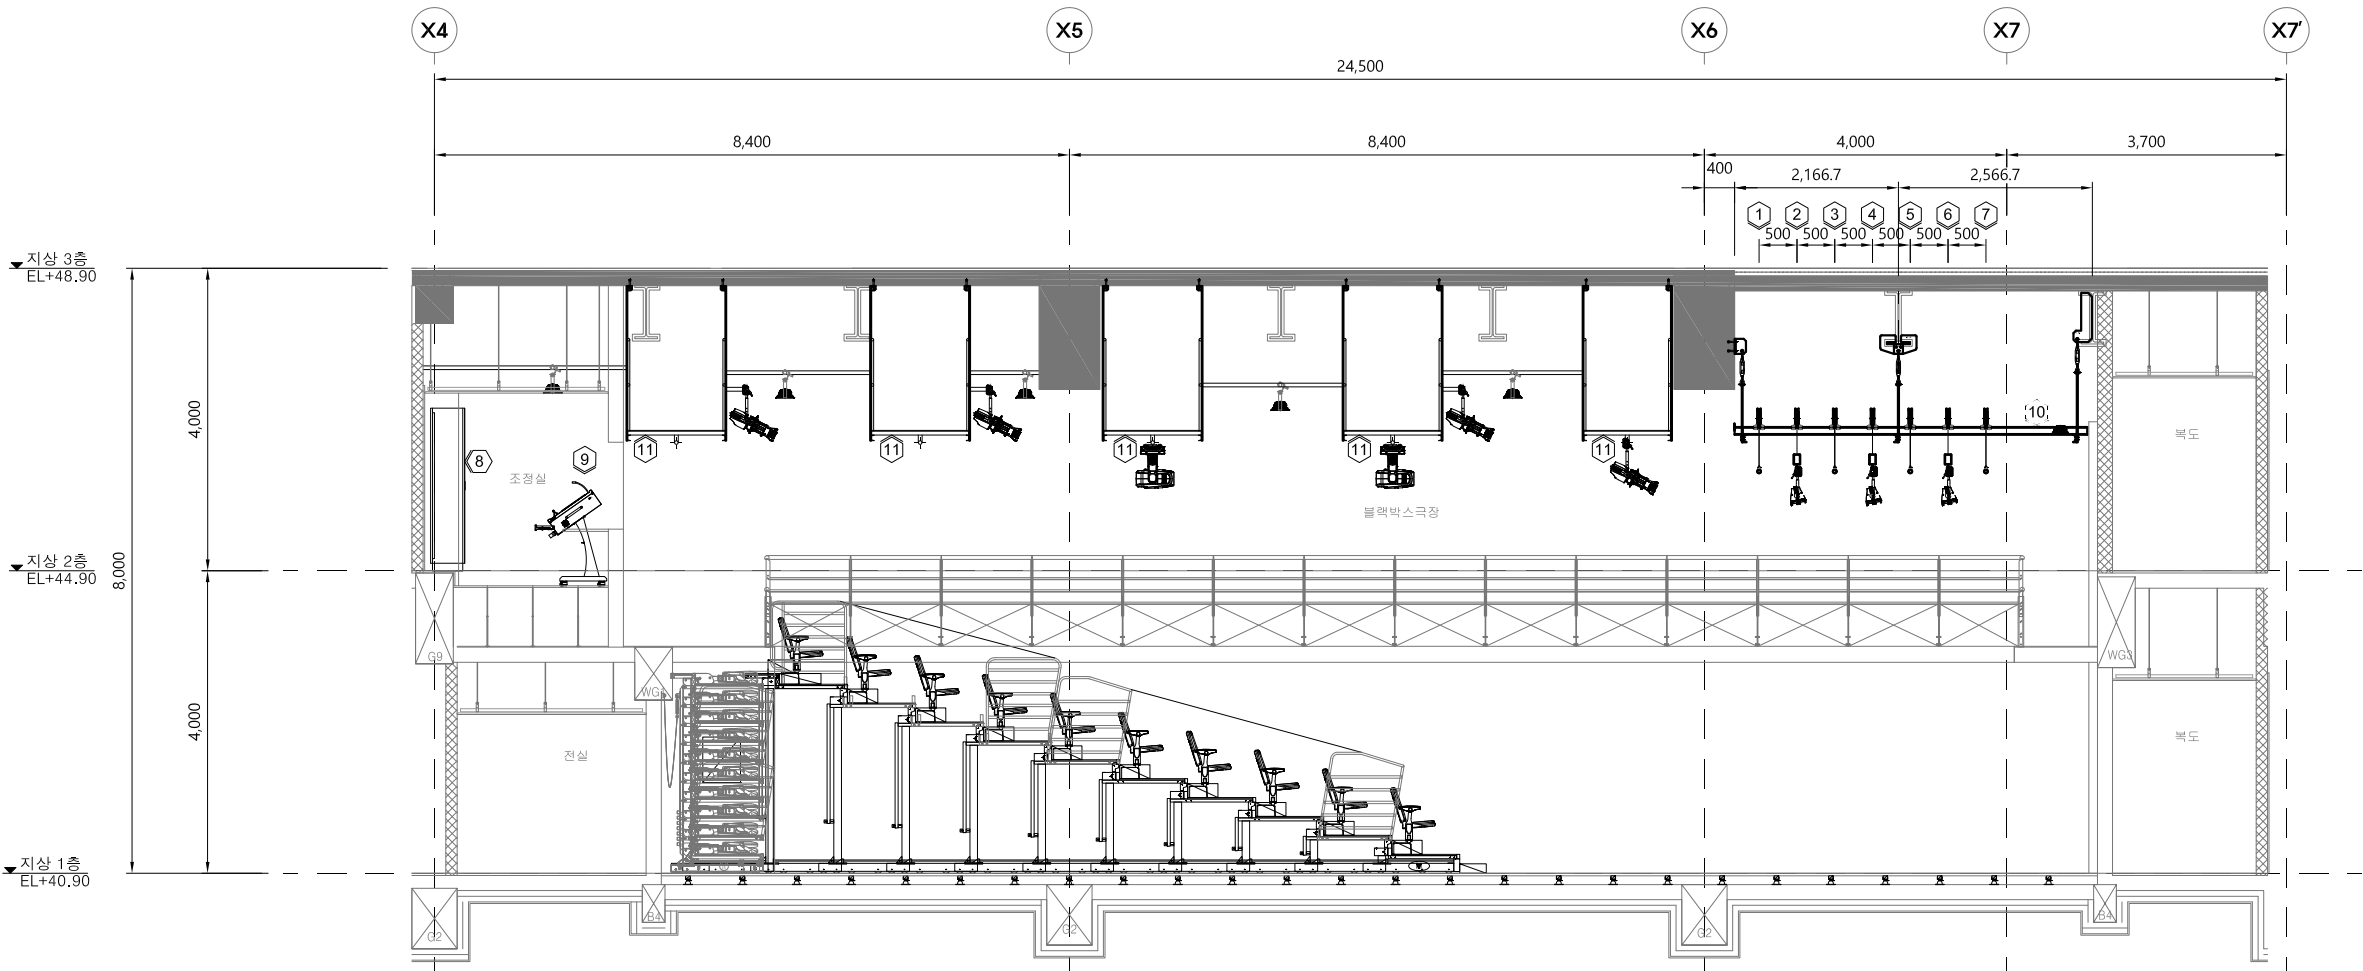 X4 X5 X6 X7 X7'
24,500
8,400 8,400 4,000 3,700
400 2,166.7 2,566.7
1 2 3 4 5 6 7
500 500 500 500 500 500
지상 3층
EL+48.90
4,000
10
11 11 11 11 11
8 9
복도
조정실
블랙박스극장
지상 2층
EL+44.90
8,000
G9 WG3
WG
4,000
전실
복도
지상 1층
EL+40.90
B4 B4
G2 G2 G2